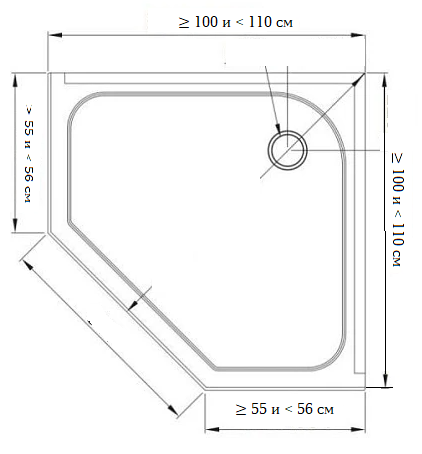 ≥ 100 и < 110 см
> 55 и < 56 см
≥ 100 и < 110 см
≥ 55 и < 56 см